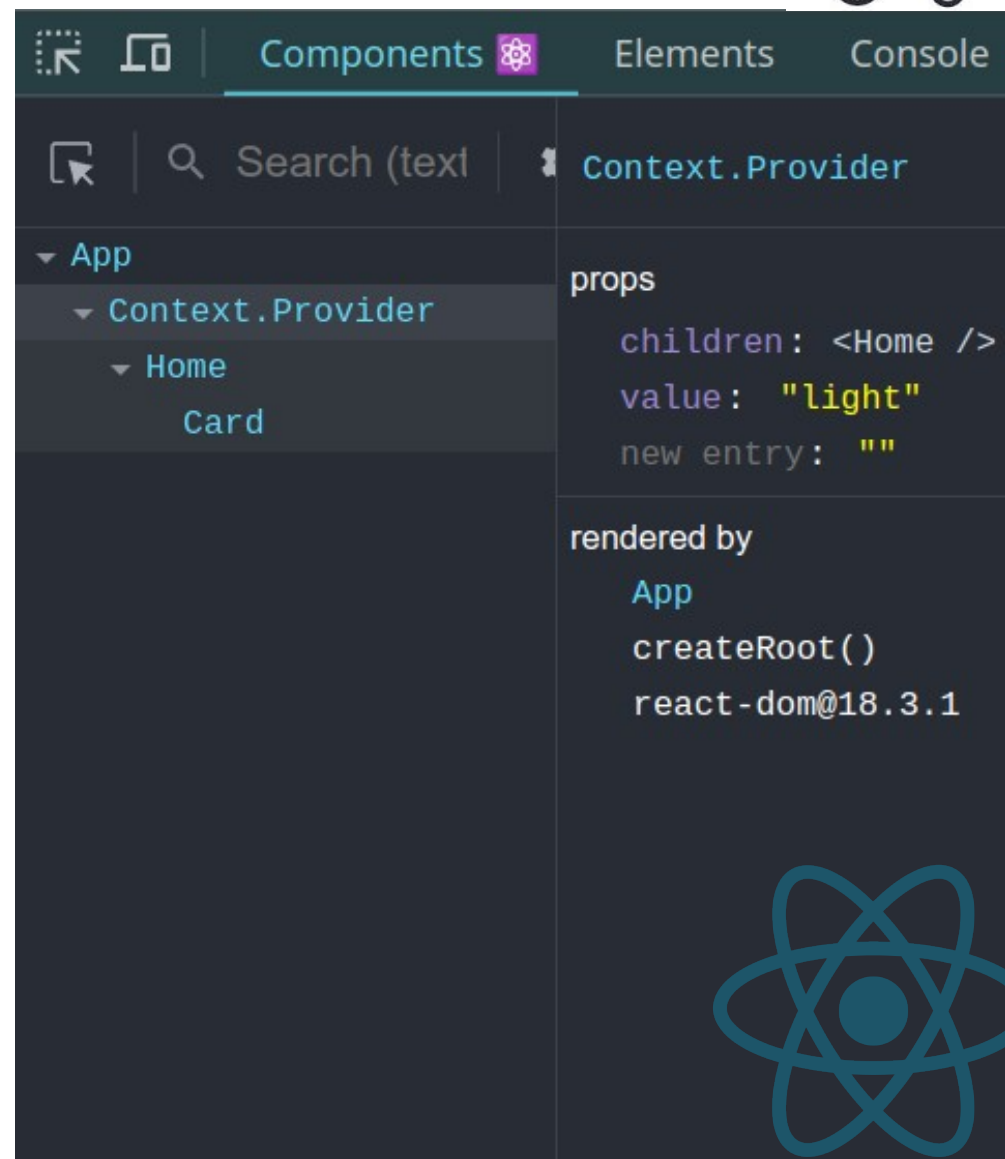 Components Elements Console
Search (text
Context.Provider
App
Context.Provider
Home
Card
props
children: <Home />
value: "light"
new entry: ""
rendered by
App
createRoot()
react-dom@18.3.1